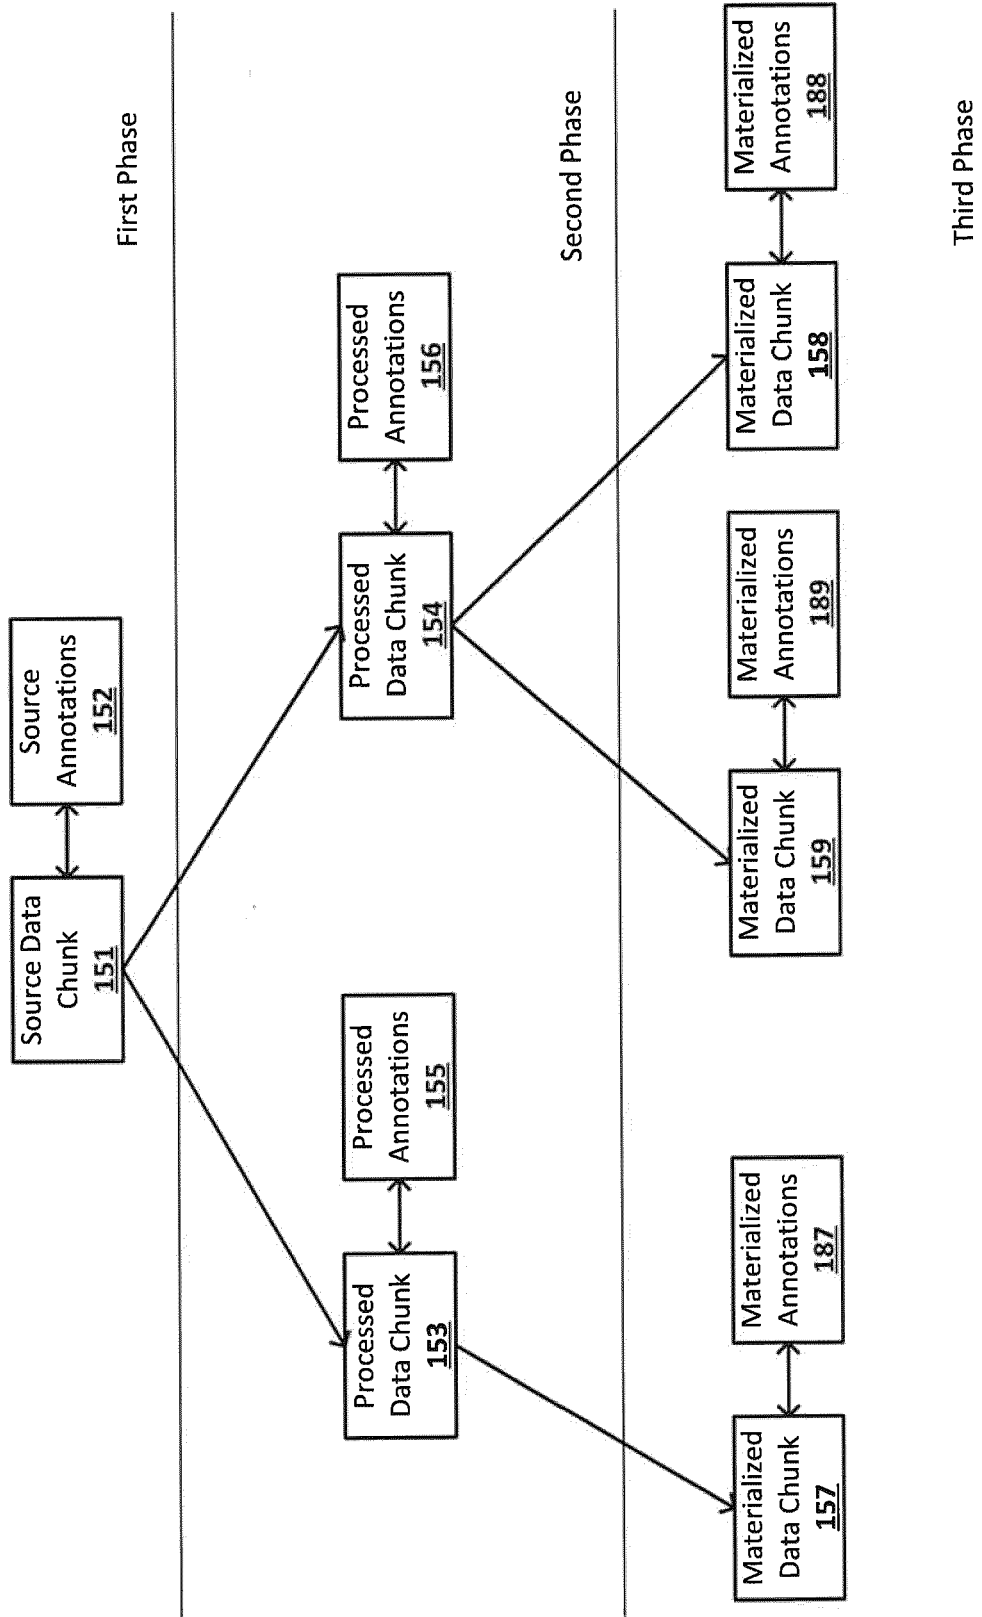 Source Data
Chunk
151
Source
Annotations
152
First Phase
Processed
Data Chunk
153
Processed
Annotations
155
Processed
Data Chunk
154
Processed
Annotations
156
Second Phase
Materialized
Data Chunk
157
Materialized
Annotations
187
Materialized
Data Chunk
159
Materialized
Annotations
189
Materialized
Data Chunk
158
Materialized
Annotations
188
Third Phase